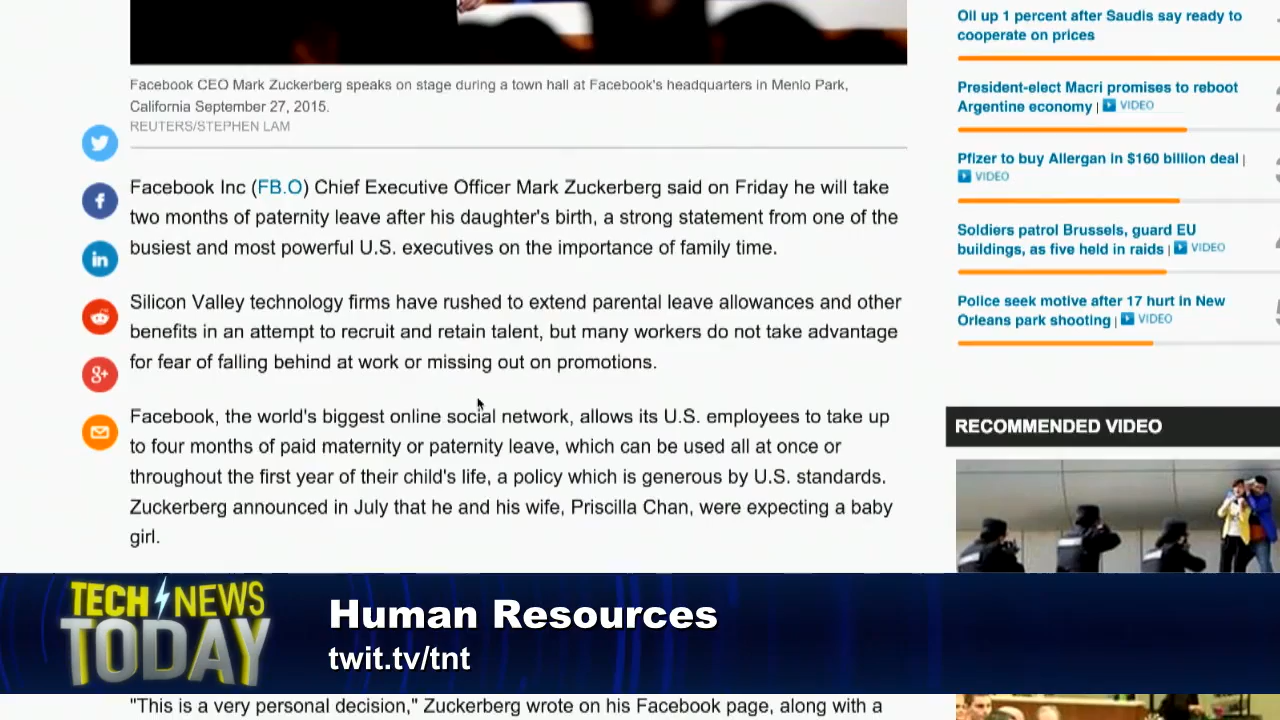 Facebook CEO Mark Zuckerberg speaks on stage during a town hall at Facebook's headquarters in Menlo Park,
California September 27, 2015.
REUTERS/STEPHEN LAM
Facebook Inc (FB.O) Chief Executive Officer Mark Zuckerberg said on Friday he will take
two months of paternity leave after his daughter's birth, a strong statement from one of the
busiest and most powerful U.S. executives on the importance of family time.
Silicon Valley technology firms have rushed to extend parental leave allowances and other
benefits in an attempt to recruit and retain talent, but many workers do not take advantage
for fear of falling behind at work or missing out on promotions.
Facebook, the world's biggest online social network, allows its U.S. employees to take up
to four months of paid maternity or paternity leave, which can be used all at once or
throughout the first year of their child's life, a policy which is generous by U.S. standards.
Zuckerberg announced in July that he and his wife, Priscilla Chan, were expecting a baby
girl.
"This is a very personal decision," Zuckerberg wrote on his Facebook page, along with a
f
in
g+
Oil up 1 percent after Saudis say ready to
cooperate on prices
President-elect Macri promises to reboot
Argentine economy | VIDEO
Pfizer to buy Allergan in $160 billion deal |
VIDEO
Soldiers patrol Brussels, guard EU
buildings, as five held in raids | VIDEO
Police seek motive after 17 hurt in New
Orleans park shooting | VIDEO
RECOMMENDED VIDEO
TECH NEWS
TODAY
Human Resources
twit.tv/tnt